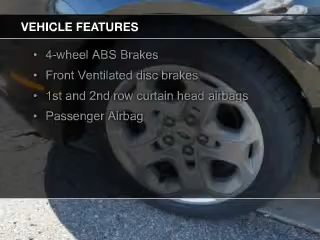 VEHICLE FEATURES
• 4-wheel ABS Brakes
• Front Ventilated disc brakes
• 1st and 2nd row curtain head airbags
• Passenger Airbag